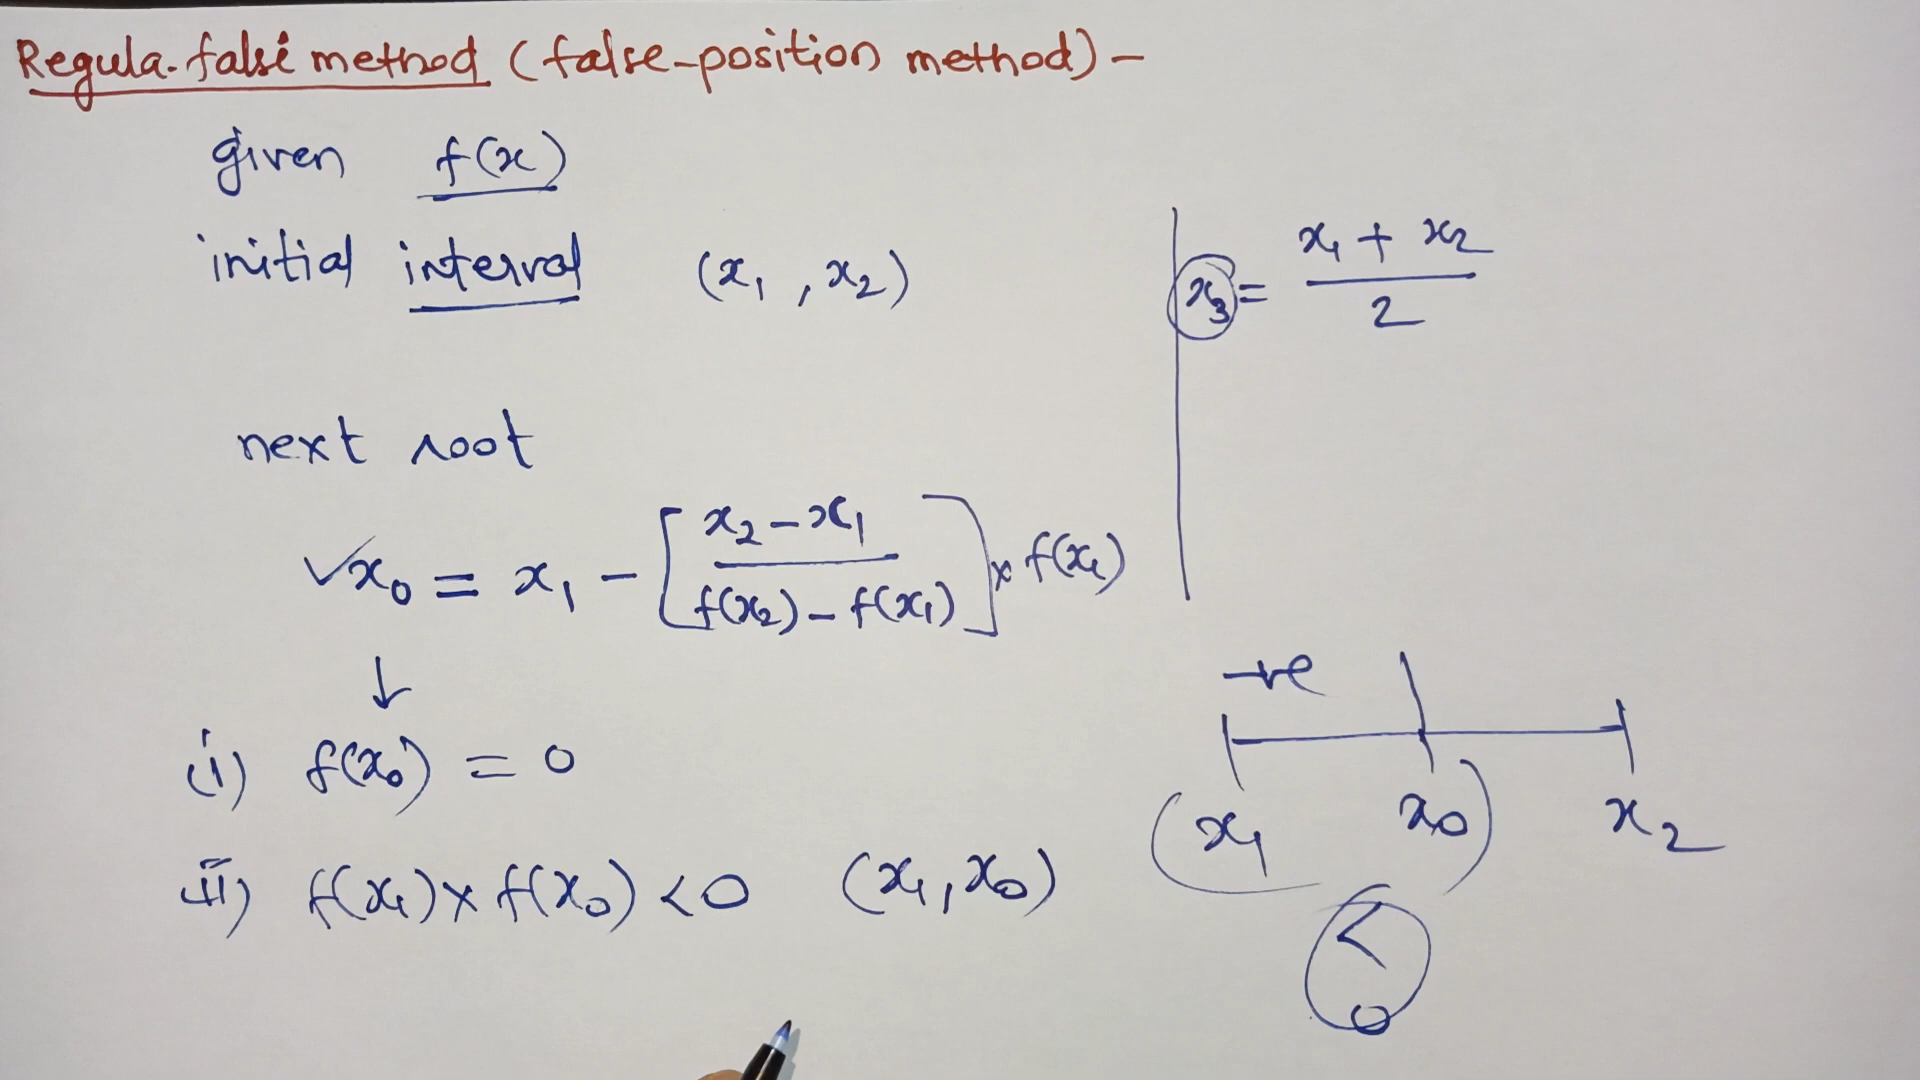 Regula-falsi method (false-position method) -
given f(x)
initial interval (x₁, x₂)
x₃ = x₁ + x₂ / 2
next root
✓x₀ = x₁ - [x₂ - x₁ / f(x₂) - f(x₁)] × f(x₁)
↓
(i) f(x₀) = 0
(ii) f(x₁) × f(x₀) < 0 (x₁, x₀)
-ve
(x₁ x₀) x₂
< 0